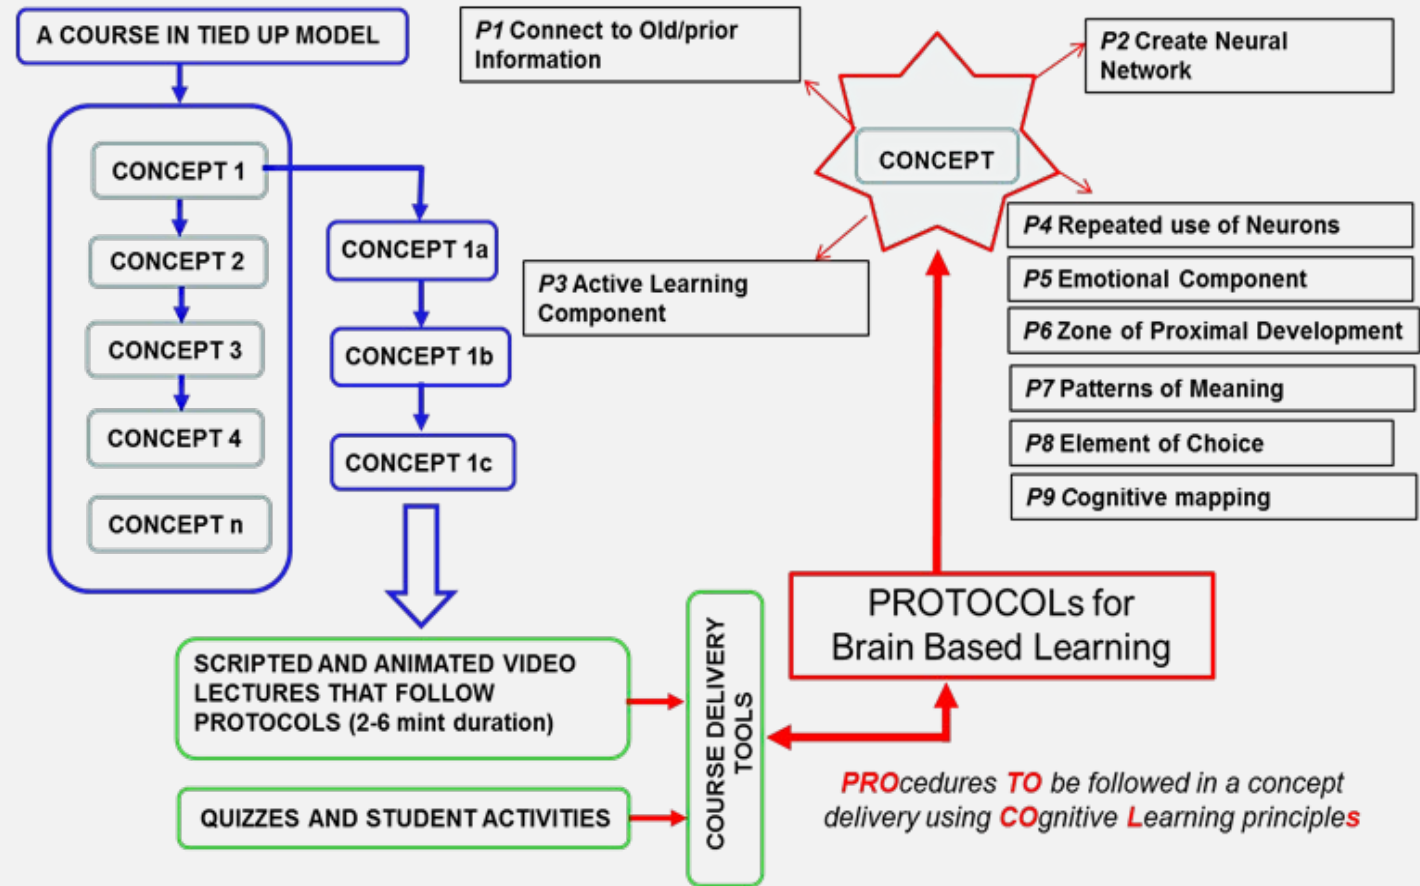 A COURSE IN TIED UP MODEL
CONCEPT 1
CONCEPT 2
CONCEPT 3
CONCEPT 4
CONCEPT n
CONCEPT 1a
CONCEPT 1b
CONCEPT 1c
P1 Connect to Old/prior
Information
P2 Create Neural
Network
CONCEPT
P3 Active Learning
Component
P4 Repeated use of Neurons
P5 Emotional Component
P6 Zone of Proximal Development
P7 Patterns of Meaning
P8 Element of Choice
P9 Cognitive mapping
PROTOCOLs for
Brain Based Learning
SCRIPTED AND ANIMATED VIDEO
LECTURES THAT FOLLOW
PROTOCOLS (2-6 mint duration)
QUIZZES AND STUDENT ACTIVITIES
COURSE DELIVERY
TOOLS
PROcedures TO be followed in a concept
delivery using COgnitive Learning principles